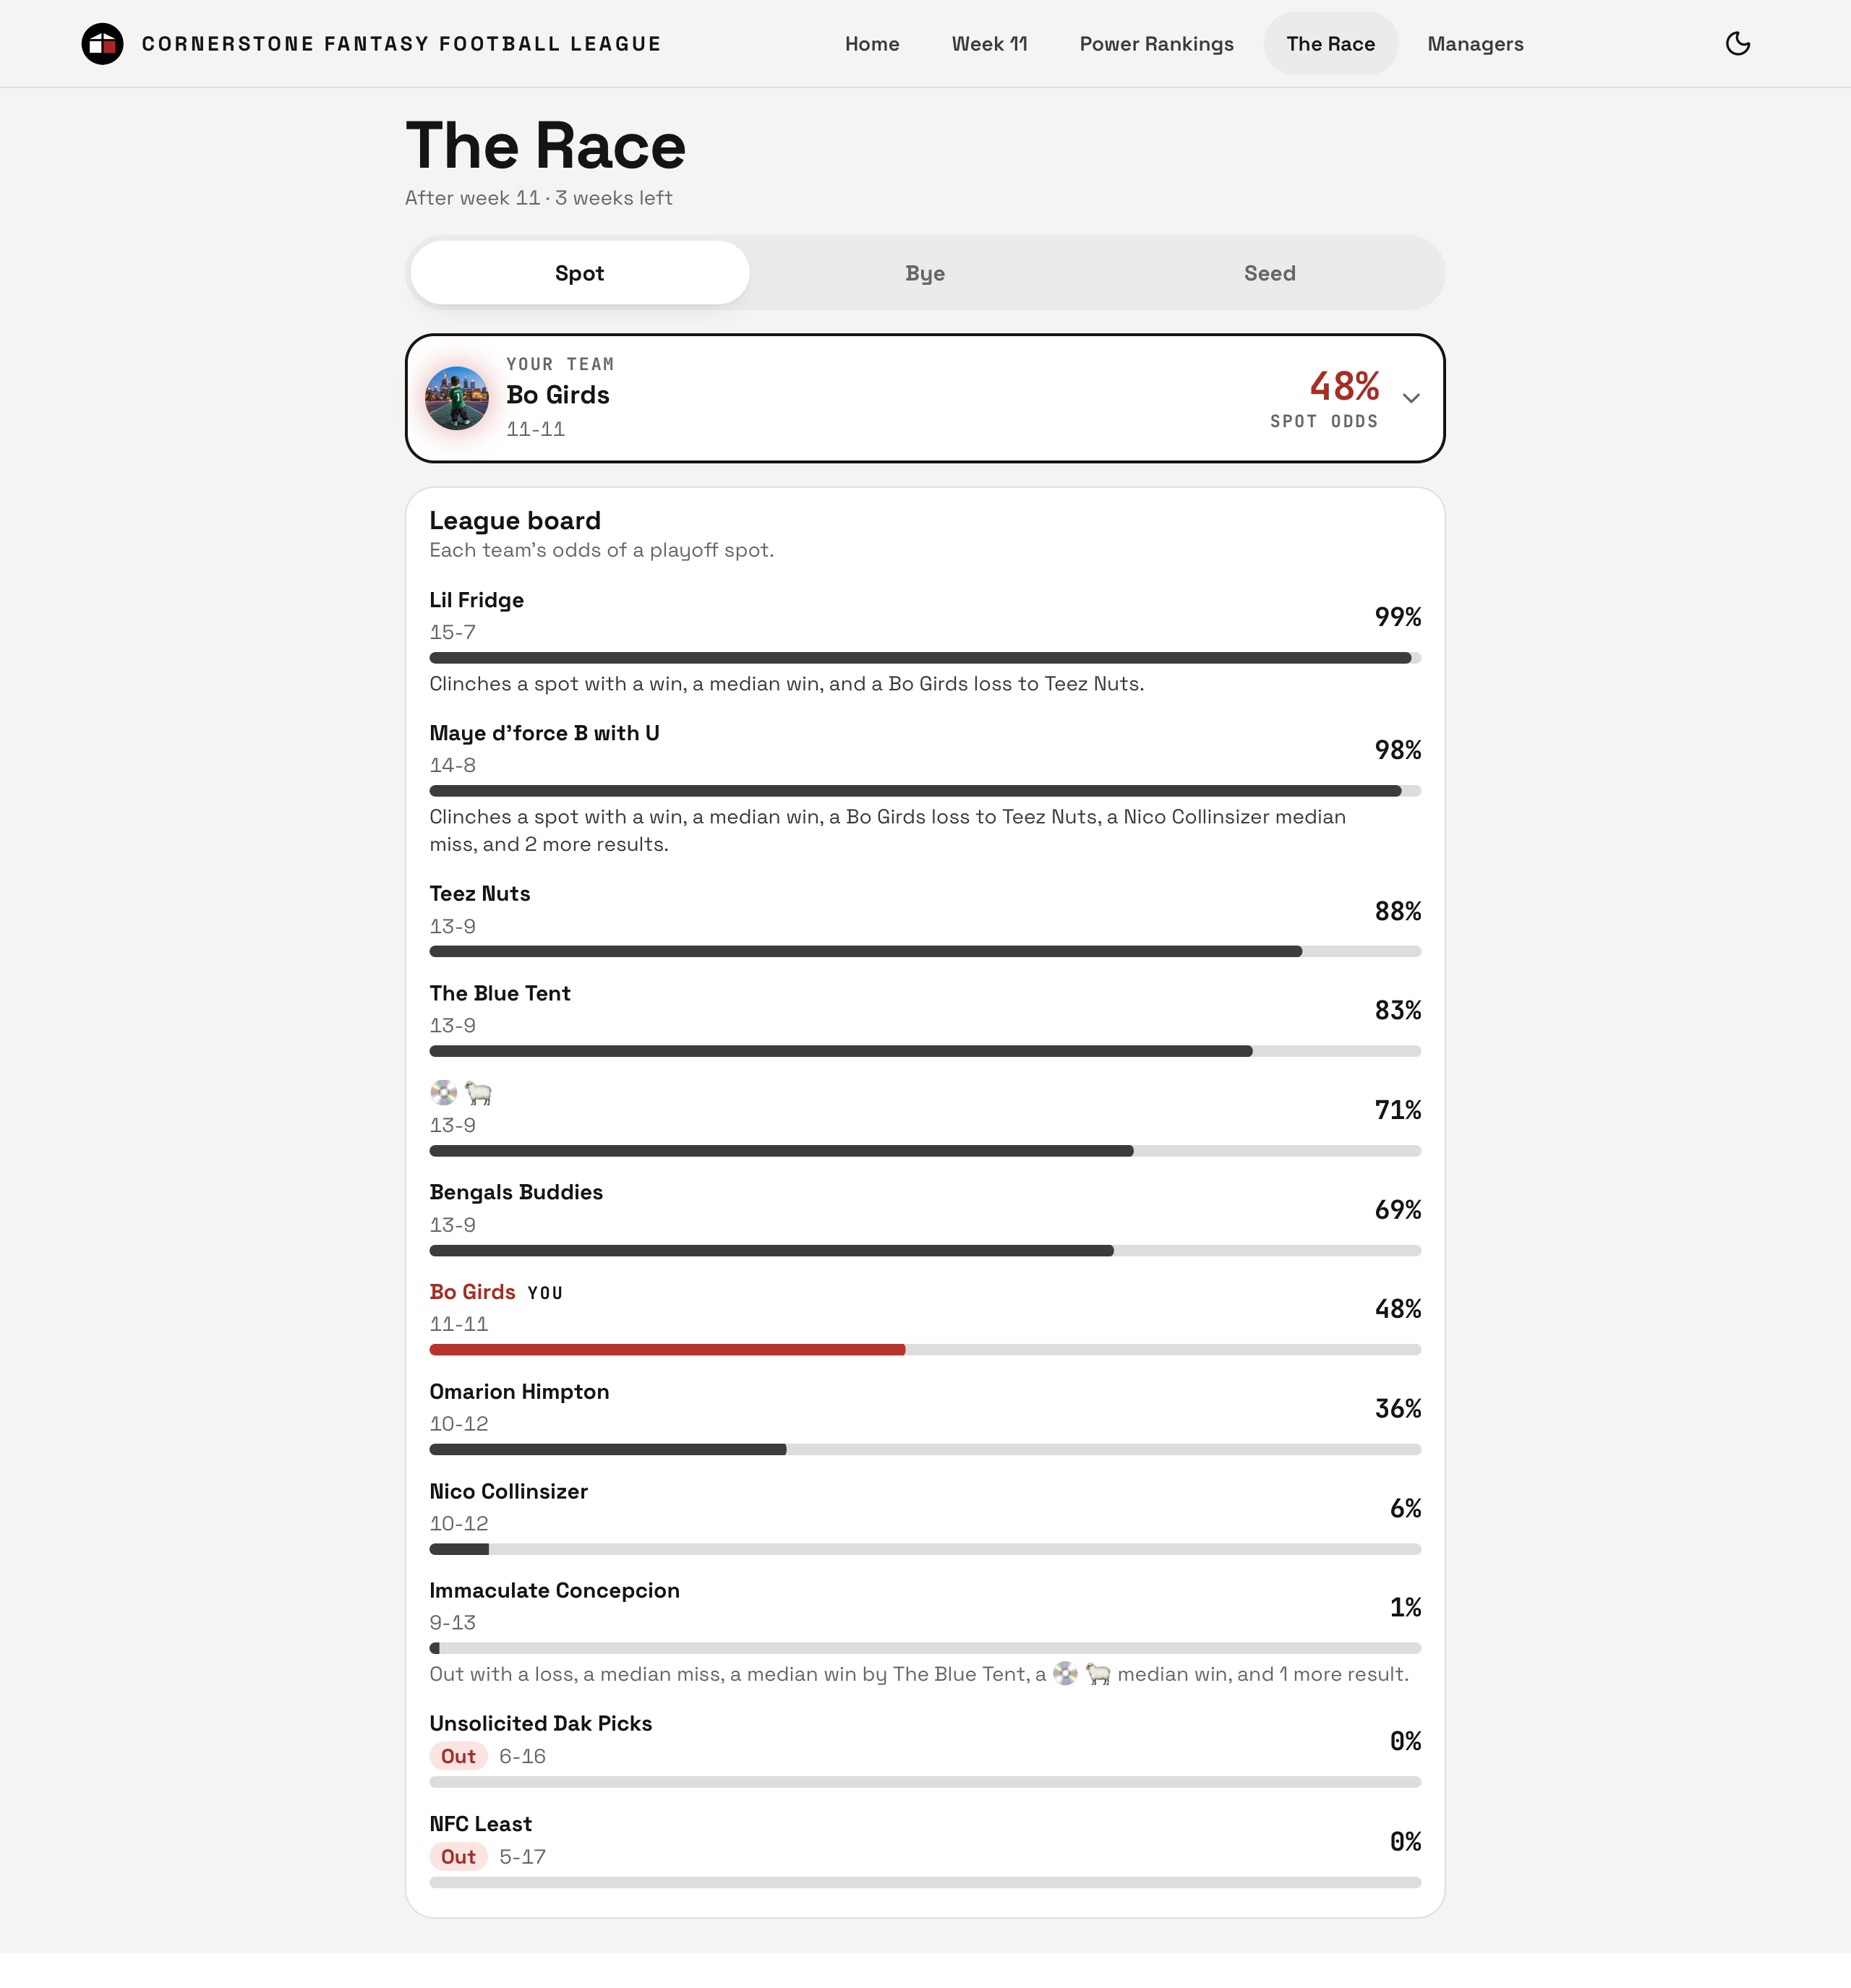 CORNERSTONE FANTASY FOOTBALL LEAGUE
Home
Week 11
Power Rankings
The Race
Managers
The Race
After week 11 · 3 weeks left
Spot
Bye
Seed
YOUR TEAM
Bo Girds
11-11
48%
SPOT ODDS
League board
Each team's odds of a playoff spot.
Lil Fridge
15-7
99%
Clinches a spot with a win, a median win, and a Bo Girds loss to Teez Nuts.
Maye d'force B with U
14-8
98%
Clinches a spot with a win, a median win, a Bo Girds loss to Teez Nuts, a Nico Collinsizer median
miss, and 2 more results.
Teez Nuts
13-9
88%
The Blue Tent
13-9
83%
💿 🐑
13-9
71%
Bengals Buddies
13-9
69%
Bo Girds YOU
11-11
48%
Omarion Himpton
10-12
36%
Nico Collinsizer
10-12
6%
Immaculate Concepcion
9-13
1%
Out with a loss, a median miss, a median win by The Blue Tent, a 💿 🐑 median win, and 1 more result.
Unsolicited Dak Picks
Out 6-16
0%
NFC Least
Out 5-17
0%